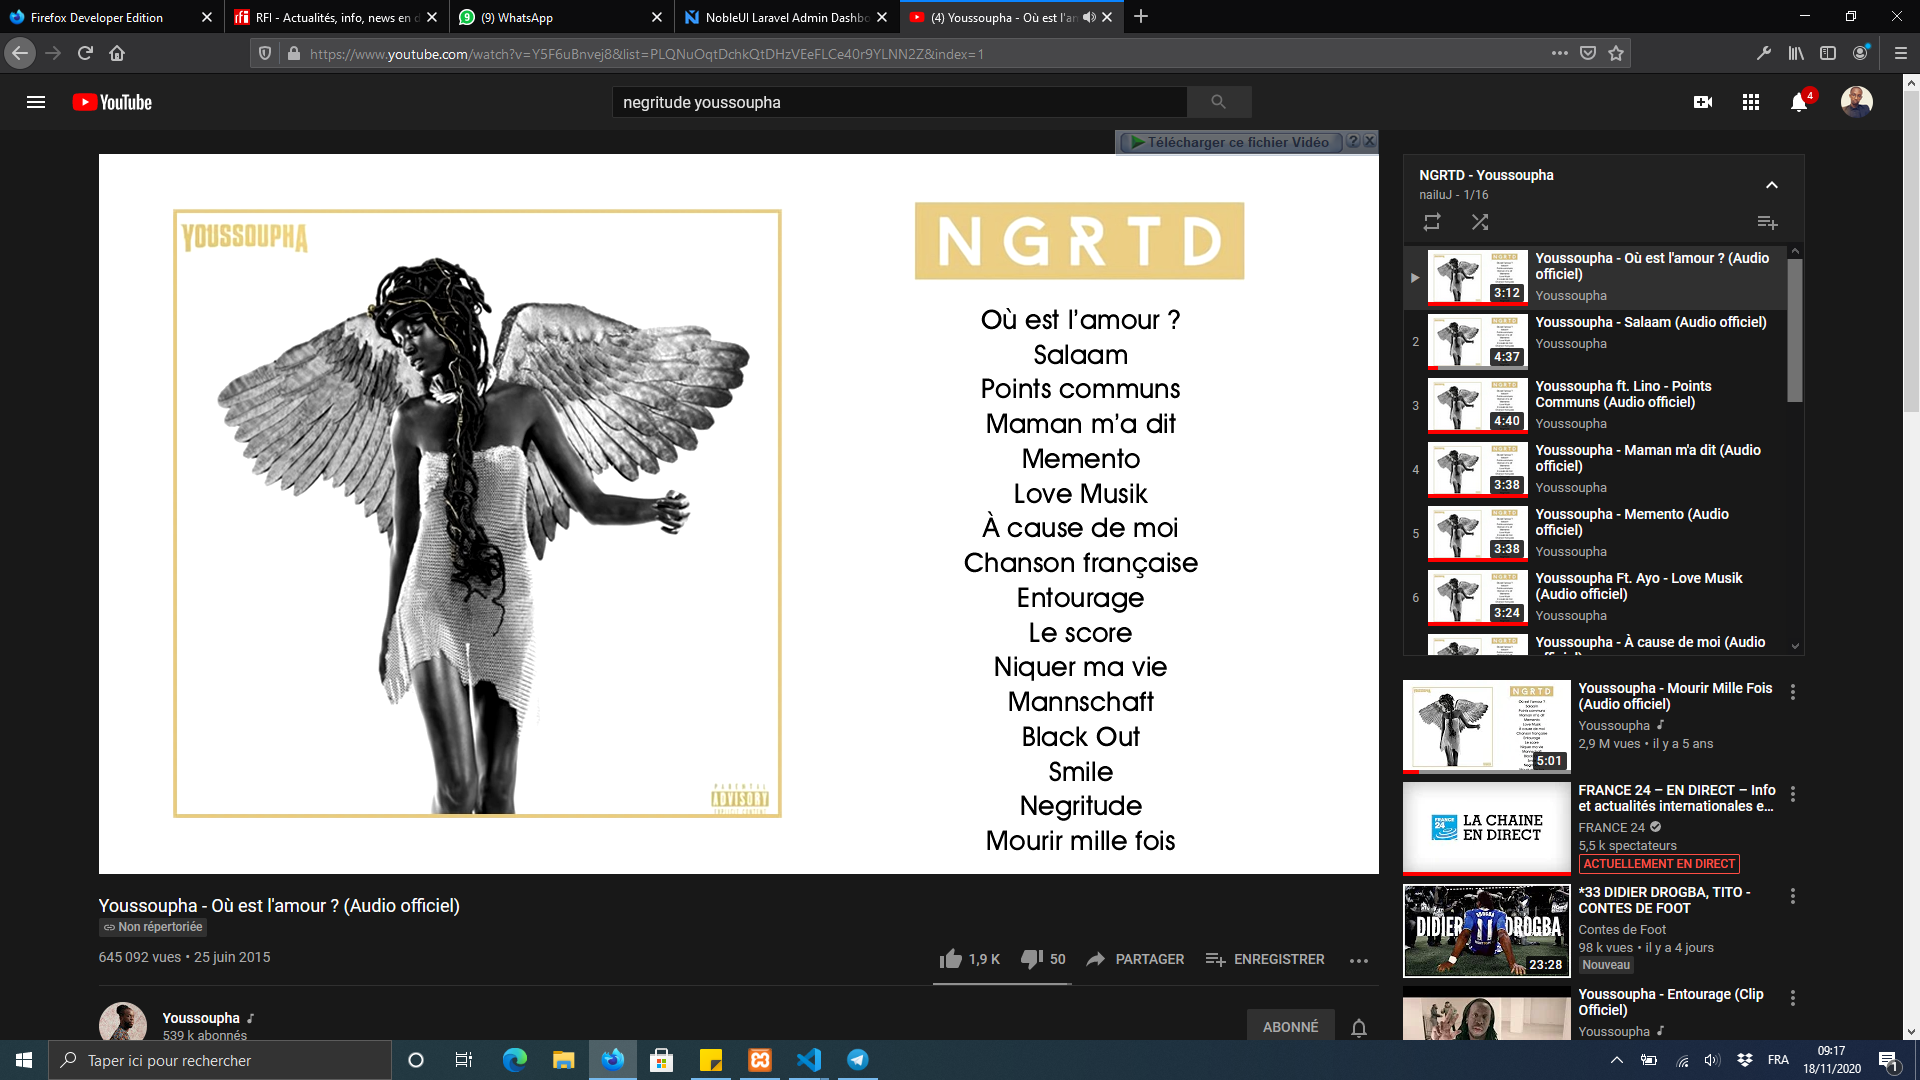 Firefox Developer Edition
RFI - Actualités, info, news en d
(9) WhatsApp
NobleUI Laravel Admin Dashbo
(4) Youssoupha - Où est l'an
https://www.youtube.com/watch?v=Y5F6uBnvej8&list=PLQNuOqtDchkQtDHzVEeFLCe40r9YLNN2Z&index=1
YouTube
negritude youssoupha
4
Télécharger ce fichier Vidéo
YOUSSOUPHA
PARENTAL
ADVISORY
EXPLICIT CONTENT
NGRTD
Où est l’amour ?
Salaam
Points communs
Maman m’a dit
Memento
Love Musik
À cause de moi
Chanson française
Entourage
Le score
Niquer ma vie
Mannschaft
Black Out
Smile
Negritude
Mourir mille fois
Youssoupha - Où est l'amour ? (Audio officiel)
Non répertoriée
645 092 vues • 25 juin 2015
1,9 K
50
PARTAGER
ENREGISTRER
Youssoupha
539 k abonnés
ABONNÉ
NGRTD - Youssoupha
nailuJ - 1/16
3:12
Youssoupha - Où est l'amour ? (Audio
officiel)
Youssoupha
2
4:37
Youssoupha - Salaam (Audio officiel)
Youssoupha
3
4:40
Youssoupha ft. Lino - Points
Communs (Audio officiel)
Youssoupha
4
3:38
Youssoupha - Maman m'a dit (Audio
officiel)
Youssoupha
5
3:38
Youssoupha - Memento (Audio
officiel)
Youssoupha
6
3:24
Youssoupha Ft. Ayo - Love Musik
(Audio officiel)
Youssoupha
Youssoupha - À cause de moi (Audio
NGRTD
5:01
Youssoupha - Mourir Mille Fois
(Audio officiel)
Youssoupha
2,9 M vues • il y a 5 ans
FRANCE 24
LA CHAINE
EN DIRECT
FRANCE 24 – EN DIRECT – Info
et actualités internationales e...
FRANCE 24
5,5 k spectateurs
ACTUELLEMENT EN DIRECT
DIDIER DROGBA
DROGBA
11
23:28
*33 DIDIER DROGBA, TITO -
CONTES DE FOOT
Contes de Foot
98 k vues • il y a 4 jours
Nouveau
Youssoupha - Entourage (Clip
Officiel)
Youssoupha
Taper ici pour rechercher
FRA
09:17
18/11/2020
1